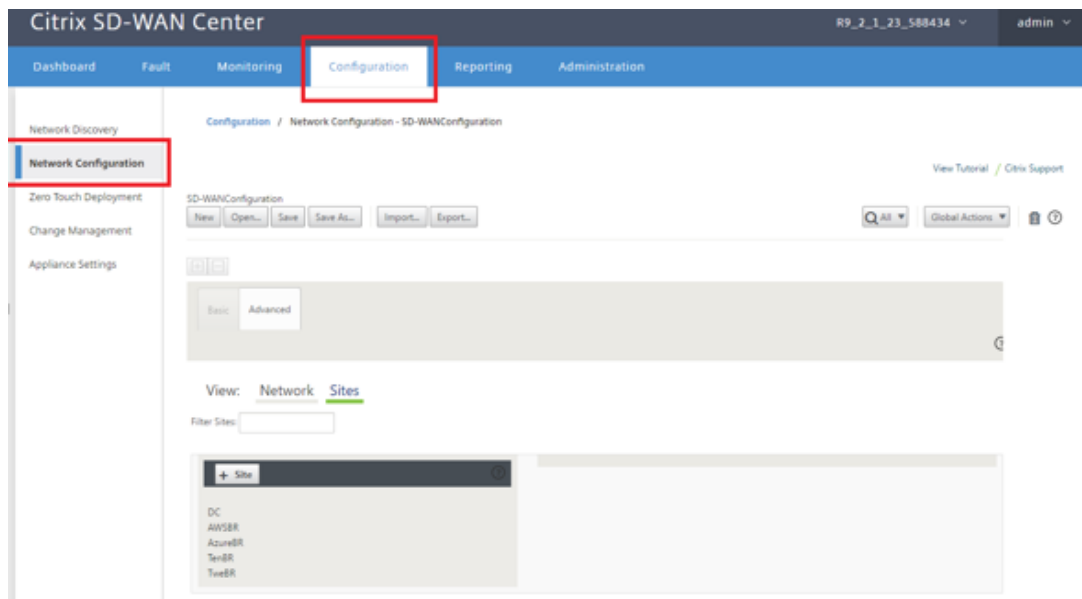 Citrix SD-WAN Center
R9_2_1_23_588434 admin
Dashboard Fault Monitoring Configuration Reporting Administration
Network Discovery
Network Configuration
Zero Touch Deployment
Change Management
Appliance Settings
Configuration / Network Configuration - SD-WANConfiguration
View Tutorial / Citrix Support
SD-WANConfiguration
New Open... Save Save As... Import... Export... All Global Actions
Basic Advanced
View: Network Sites
Filter Sites:
+ Site
DC
AWSBR
AzureBR
TenBR
TweBR